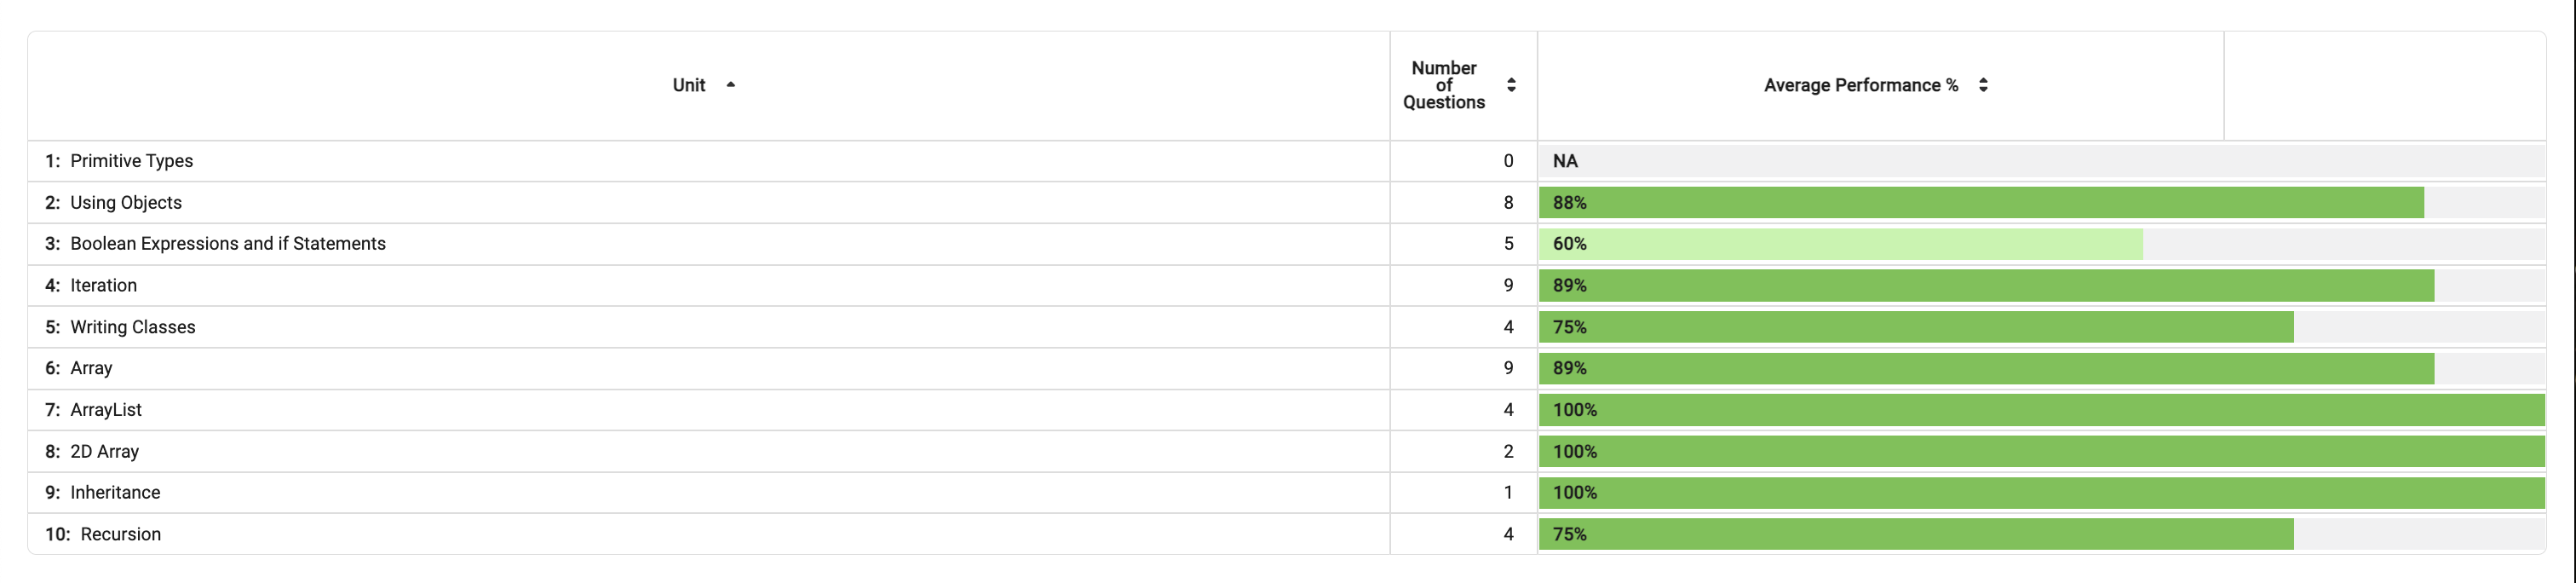 Unit
Number
of
Questions
Average Performance %
1: Primitive Types 0 NA
2: Using Objects 8 88%
3: Boolean Expressions and if Statements 5 60%
4: Iteration 9 89%
5: Writing Classes 4 75%
6: Array 9 89%
7: ArrayList 4 100%
8: 2D Array 2 100%
9: Inheritance 1 100%
10: Recursion 4 75%